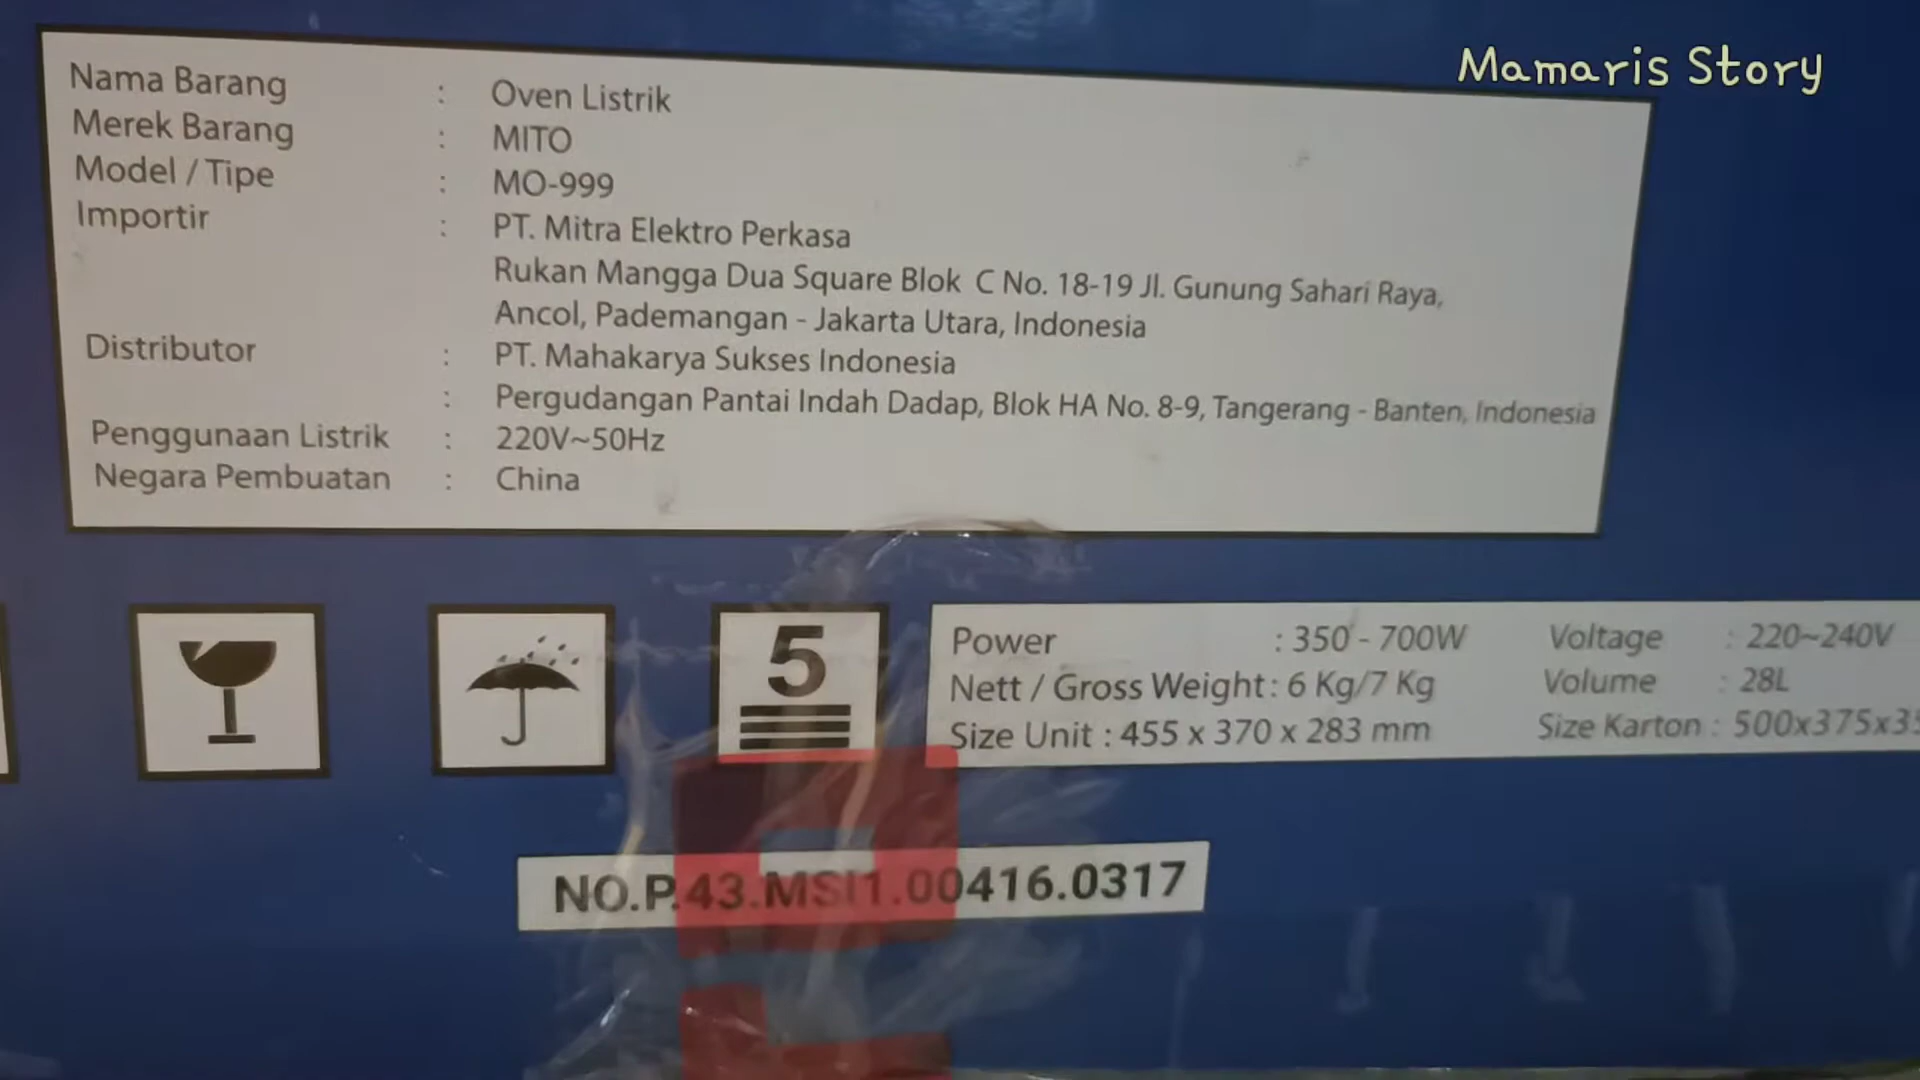 Mamaris Story
Nama Barang : Oven Listrik
Merek Barang : MITO
Model / Tipe : MO-999
Importir : PT. Mitra Elektro Perkasa
Rukan Mangga Dua Square Blok C No. 18-19 Jl. Gunung Sahari Raya,
Ancol, Pademangan - Jakarta Utara, Indonesia
Distributor : PT. Mahakarya Sukses Indonesia
: Pergudangan Pantai Indah Dadap, Blok HA No. 8-9, Tangerang - Banten, Indonesia
Penggunaan Listrik : 220V~50Hz
Negara Pembuatan : China
5
Power : 350 - 700W Voltage : 220~240V
Nett / Gross Weight : 6 Kg/7 Kg Volume : 28L
Size Unit : 455 x 370 x 283 mm Size Karton :
NO.P.43.MSI1.00416.0317